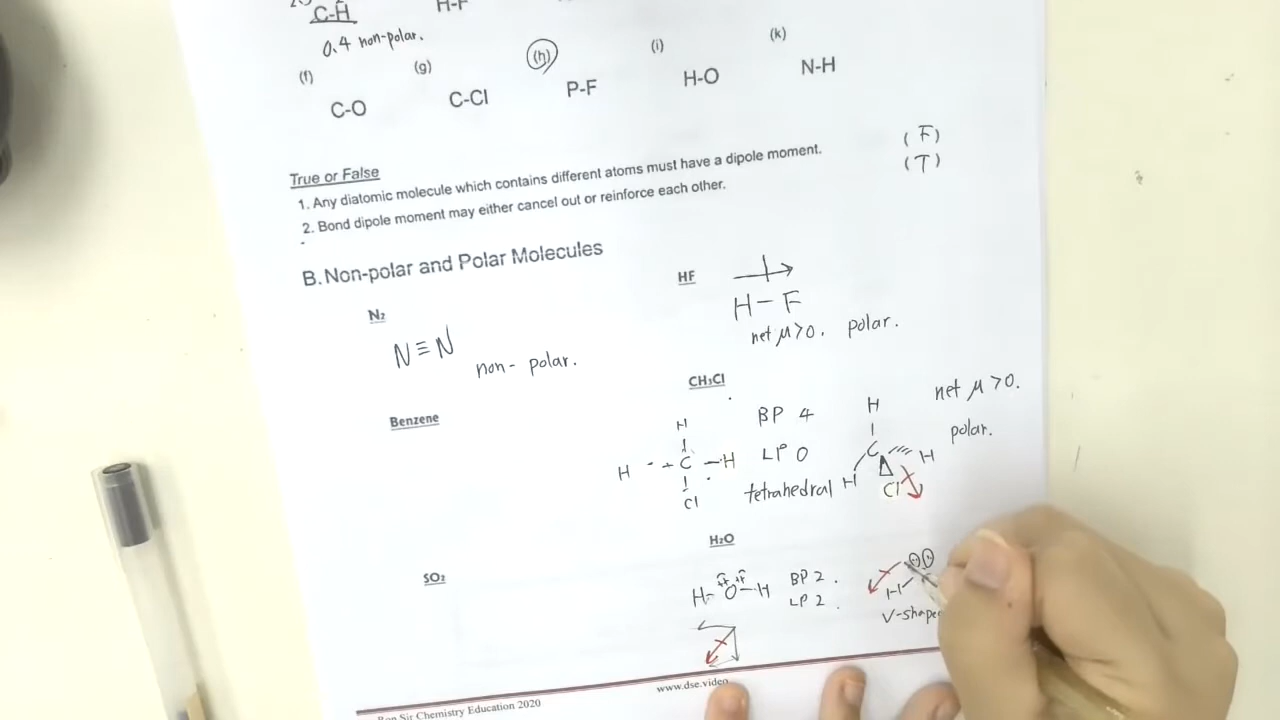 C-H
H-F
0.4 non-polar.
(f)
(g)
(h)
(i)
(k)
C-O
C-Cl
P-F
H-O
N-H
True or False
1. Any diatomic molecule which contains different atoms must have a dipole moment. (F)
2. Bond dipole moment may either cancel out or reinforce each other. (T)
B. Non-polar and Polar Molecules
N₂
N≡N
non-polar.
HF
H-F
net μ>0. polar.
Benzene
CH₃Cl
H
H C H
Cl
BP 4
LP 0
tetrahedral
H
C
H H
Cl
net μ>0.
polar.
SO₂
H₂O
H-O-H
BP 2.
LP 2.
H
V-shape
Ron Sir Chemistry Education 2020
www.dse.video